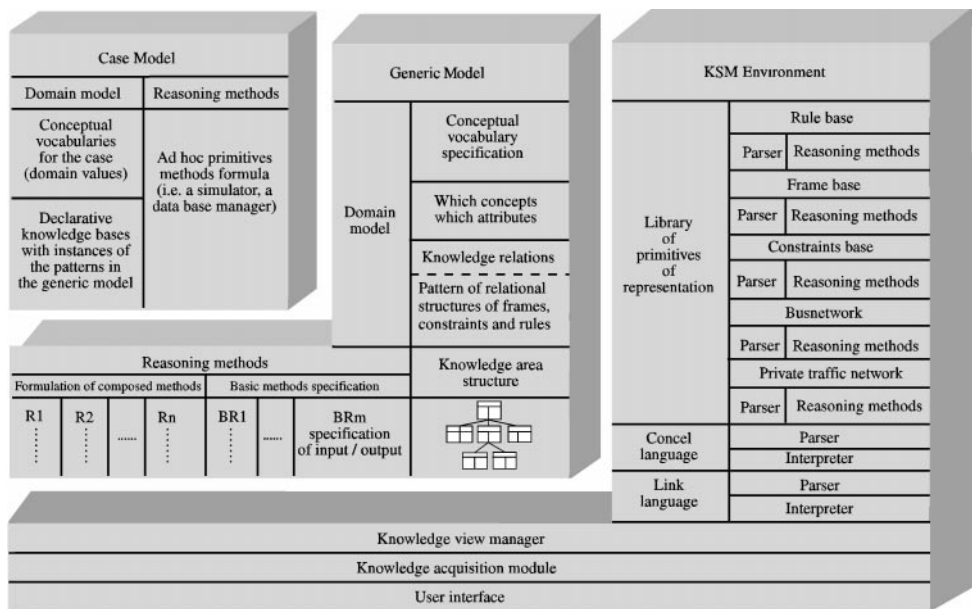 Case Model
Domain model
Reasoning methods
Conceptual
vocabularies
for the case
(domain values)
Ad hoc primitives
methods formula
(i.e. a simulator, a
data base manager)
Declarative
knowledge bases
with instances of
the patterns in
the generic model
Generic Model
Domain
model
Conceptual
vocabulary
specification
Which concepts
which attributes
Knowledge relations
Pattern of relational
structures of frames,
constraints and rules
Knowledge area
structure
Reasoning methods
Formulation of composed methods
Basic methods specification
R1
R2
......
Rn
BR1
......
BRm
specification
of input / output
KSM Environment
Library
of
primitives
of
representation
Rule base
Parser Reasoning methods
Frame base
Parser Reasoning methods
Constraints base
Parser Reasoning methods
Busnetwork
Parser Reasoning methods
Private traffic network
Parser Reasoning methods
Concel
language
Parser
Interpreter
Link
language
Parser
Interpreter
Knowledge view manager
Knowledge acquisition module
User interface